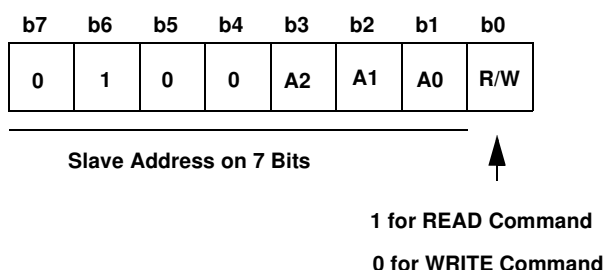 b7 b6 b5 b4 b3 b2 b1 b0
0 1 0 0 A2 A1 A0 R/W
Slave Address on 7 Bits
1 for READ Command
0 for WRITE Command